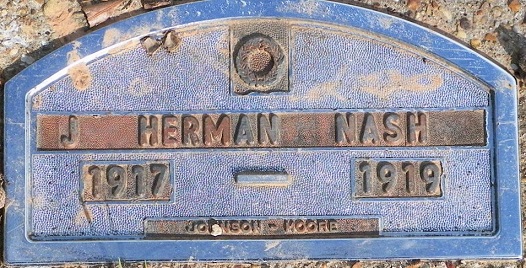 J HERMAN NASH
1917 - 1919
JOHNSON - MOORE